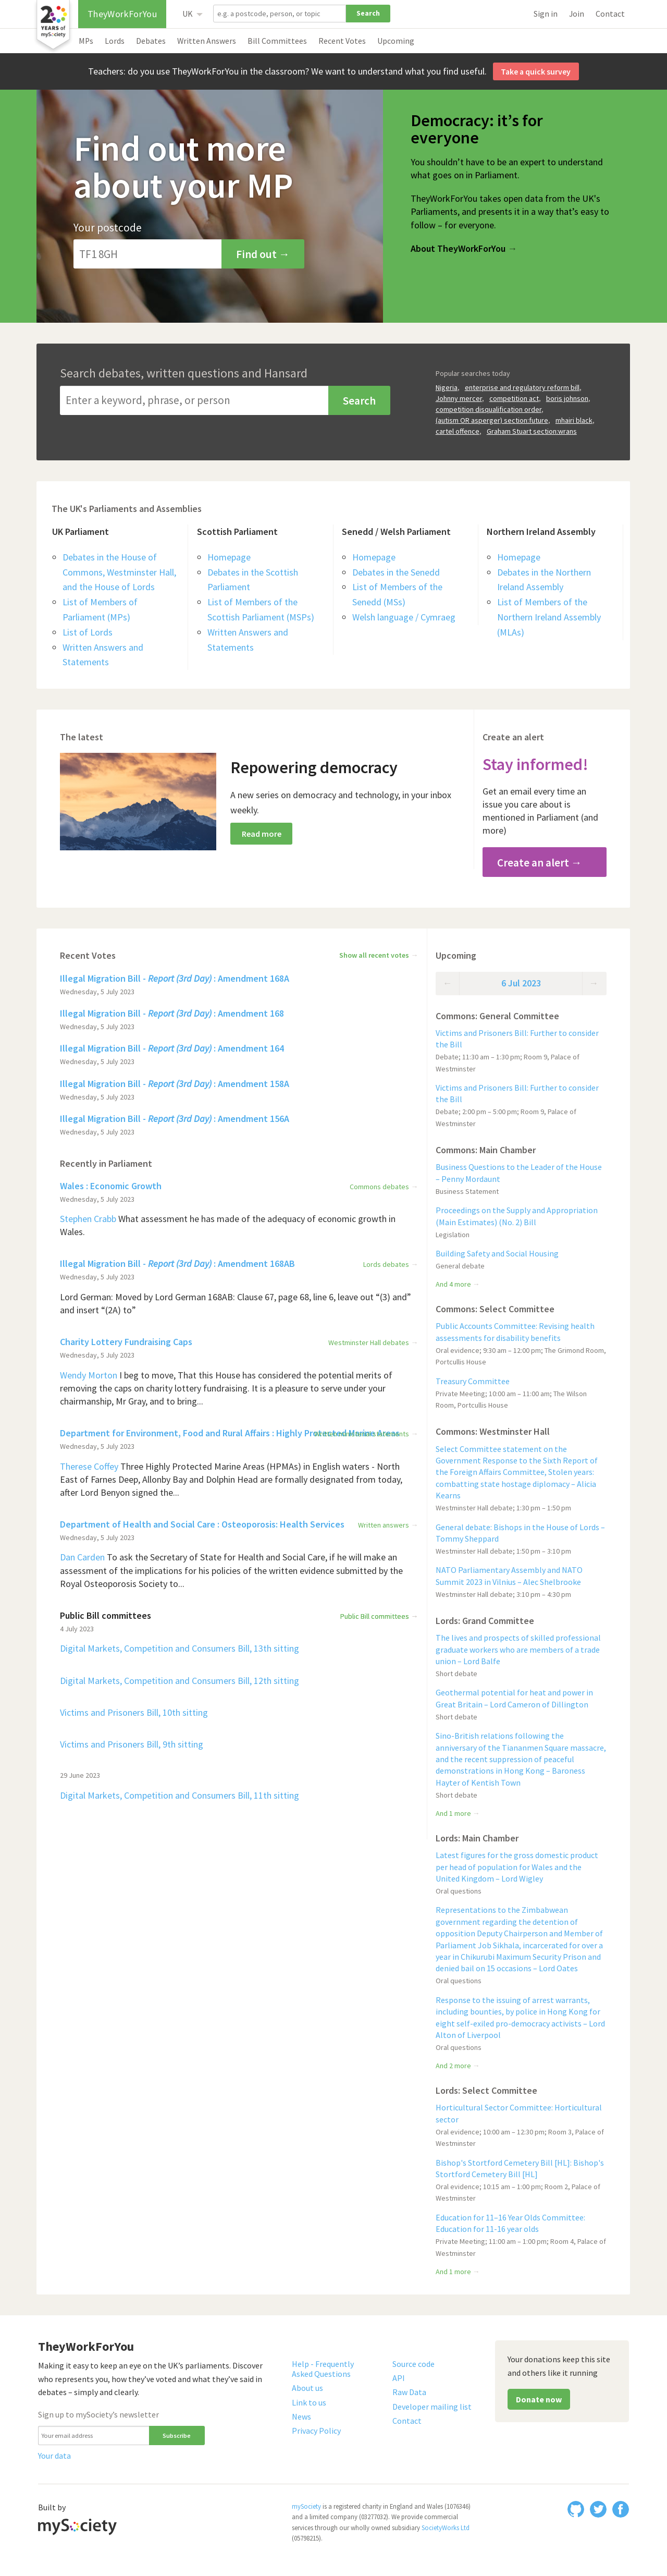 20
YEARS of
mySociety
TheyWorkForYou
UK
e.g. a postcode, person, or topic
Search
Sign in
Join
Contact
MPs
Lords
Debates
Written Answers
Bill Committees
Recent Votes
Upcoming
Teachers: do you use TheyWorkForYou in the classroom? We want to understand what you find useful.
Take a quick survey
Find out more
about your MP
Your postcode
TF1 8GH
Find out →
Democracy: it’s for
everyone
You shouldn’t have to be an expert to understand
what goes on in Parliament.
TheyWorkForYou takes open data from the UK’s
Parliaments, and presents it in a way that’s easy to
follow – for everyone.
About TheyWorkForYou →
Search debates, written questions and Hansard
Enter a keyword, phrase, or person
Search
Popular searches today
Nigeria, enterprise and regulatory reform bill,
Johnny mercer, competition act, boris johnson,
competition disqualification order,
(autism OR asperger) section:future, mhairi black,
cartel offence, Graham Stuart section:wrans
The UK's Parliaments and Assemblies
UK Parliament
Debates in the House of
Commons, Westminster Hall,
and the House of Lords
List of Members of
Parliament (MPs)
List of Lords
Written Answers and
Statements
Scottish Parliament
Homepage
Debates in the Scottish
Parliament
List of Members of the
Scottish Parliament (MSPs)
Written Answers and
Statements
Senedd / Welsh Parliament
Homepage
Debates in the Senedd
List of Members of the
Senedd (MSs)
Welsh language / Cymraeg
Northern Ireland Assembly
Homepage
Debates in the Northern
Ireland Assembly
List of Members of the
Northern Ireland Assembly
(MLAs)
The latest
Repowering democracy
A new series on democracy and technology, in your inbox
weekly.
Read more
Create an alert
Stay informed!
Get an email every time an
issue you care about is
mentioned in Parliament (and
more)
Create an alert →
Recent Votes
Show all recent votes →
Illegal Migration Bill - Report (3rd Day) : Amendment 168A
Wednesday, 5 July 2023
Illegal Migration Bill - Report (3rd Day) : Amendment 168
Wednesday, 5 July 2023
Illegal Migration Bill - Report (3rd Day) : Amendment 164
Wednesday, 5 July 2023
Illegal Migration Bill - Report (3rd Day) : Amendment 158A
Wednesday, 5 July 2023
Illegal Migration Bill - Report (3rd Day) : Amendment 156A
Wednesday, 5 July 2023
Recently in Parliament
Wales : Economic Growth
Commons debates →
Wednesday, 5 July 2023
Stephen Crabb What assessment he has made of the adequacy of economic growth in
Wales.
Illegal Migration Bill - Report (3rd Day) : Amendment 168AB
Lords debates →
Wednesday, 5 July 2023
Lord German: Moved by Lord German 168AB: Clause 67, page 68, line 6, leave out “(3) and”
and insert “(2A) to”
Charity Lottery Fundraising Caps
Westminster Hall debates →
Wednesday, 5 July 2023
Wendy Morton I beg to move, That this House has considered the potential merits of
removing the caps on charity lottery fundraising. It is a pleasure to serve under your
chairmanship, Mr Gray, and to bring...
Department for Environment, Food and Rural Affairs : Highly Protected Marine Areas
Wednesday, 5 July 2023
Therese Coffey Three Highly Protected Marine Areas (HPMAs) in English waters - North
East of Farnes Deep, Allonby Bay and Dolphin Head are formally designated from today,
after Lord Benyon signed the...
Department of Health and Social Care : Osteoporosis: Health Services
Written answers →
Wednesday, 5 July 2023
Dan Carden To ask the Secretary of State for Health and Social Care, if he will make an
assessment of the implications for his policies of the written evidence submitted by the
Royal Osteoporosis Society to...
Public Bill committees
Public Bill committees →
4 July 2023
Digital Markets, Competition and Consumers Bill, 13th sitting
Digital Markets, Competition and Consumers Bill, 12th sitting
Victims and Prisoners Bill, 10th sitting
Victims and Prisoners Bill, 9th sitting
29 June 2023
Digital Markets, Competition and Consumers Bill, 11th sitting
Upcoming
← 6 Jul 2023 →
Commons: General Committee
Victims and Prisoners Bill: Further to consider
the Bill
Debate; 11:30 am – 1:30 pm; Room 9, Palace of
Westminster
Victims and Prisoners Bill: Further to consider
the Bill
Debate; 2:00 pm – 5:00 pm; Room 9, Palace of
Westminster
Commons: Main Chamber
Business Questions to the Leader of the House
– Penny Mordaunt
Business Statement
Proceedings on the Supply and Appropriation
(Main Estimates) (No. 2) Bill
Legislation
Building Safety and Social Housing
General debate
And 4 more →
Commons: Select Committee
Public Accounts Committee: Revising health
assessments for disability benefits
Oral evidence; 9:30 am – 12:00 pm; The Grimond Room,
Portcullis House
Treasury Committee
Private Meeting; 10:00 am – 11:00 am; The Wilson
Room, Portcullis House
Commons: Westminster Hall
Select Committee statement on the
Government Response to the Sixth Report of
the Foreign Affairs Committee, Stolen years:
combatting state hostage diplomacy – Alicia
Kearns
Westminster Hall debate; 1:30 pm – 1:50 pm
General debate: Bishops in the House of Lords –
Tommy Sheppard
Westminster Hall debate; 1:50 pm – 3:10 pm
NATO Parliamentary Assembly and NATO
Summit 2023 in Vilnius – Alec Shelbrooke
Westminster Hall debate; 3:10 pm – 4:30 pm
Lords: Grand Committee
The lives and prospects of skilled professional
graduate workers who are members of a trade
union – Lord Balfe
Short debate
Geothermal potential for heat and power in
Great Britain – Lord Cameron of Dillington
Short debate
Sino-British relations following the
anniversary of the Tiananmen Square massacre,
and the recent suppression of peaceful
demonstrations in Hong Kong – Baroness
Hayter of Kentish Town
Short debate
And 1 more →
Lords: Main Chamber
Latest figures for the gross domestic product
per head of population for Wales and the
United Kingdom – Lord Wigley
Oral questions
Representations to the Zimbabwean
government regarding the detention of
opposition Deputy Chairperson and Member of
Parliament Job Sikhala, incarcerated for over a
year in Chikurubi Maximum Security Prison and
denied bail on 15 occasions – Lord Oates
Oral questions
Response to the issuing of arrest warrants,
including bounties, by police in Hong Kong for
eight self-exiled pro-democracy activists – Lord
Alton of Liverpool
Oral questions
And 2 more →
Lords: Select Committee
Horticultural Sector Committee: Horticultural
sector
Oral evidence; 10:00 am – 12:30 pm; Room 3, Palace of
Westminster
Bishop's Stortford Cemetery Bill [HL]: Bishop's
Stortford Cemetery Bill [HL]
Oral evidence; 10:15 am – 1:00 pm; Room 2, Palace of
Westminster
Education for 11–16 Year Olds Committee:
Education for 11-16 year olds
Private Meeting; 11:00 am – 1:00 pm; Room 4, Palace of
Westminster
And 1 more →
TheyWorkForYou
Making it easy to keep an eye on the UK’s parliaments. Discover
who represents you, how they’ve voted and what they’ve said in
debates – simply and clearly.
Sign up to mySociety’s newsletter
Your email address
Subscribe
Your data
Help - Frequently
Asked Questions
About us
Link to us
News
Privacy Policy
Source code
API
Raw Data
Developer mailing list
Contact
Your donations keep this site
and others like it running
Donate now
Built by
mySociety
mySociety is a registered charity in England and Wales (1076346)
and a limited company (03277032). We provide commercial
services through our wholly owned subsidiary SocietyWorks Ltd
(05798215).